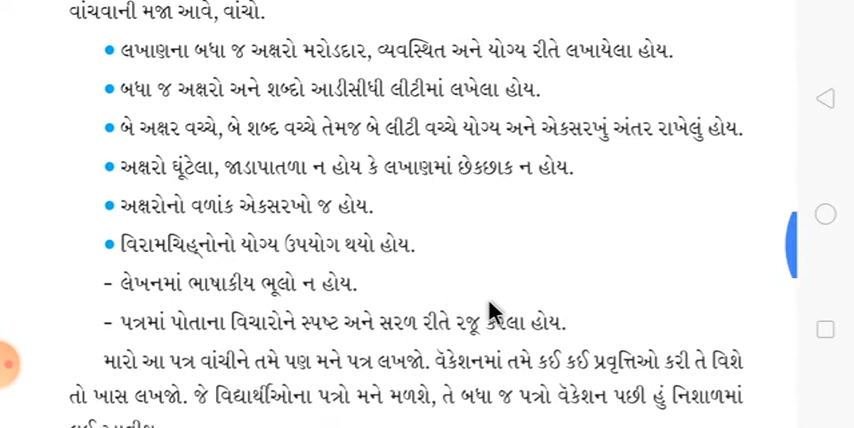 વાંચવાની મજા આવે, વાંચો.
• લખાણના બધા જ અક્ષરો મરોડદાર, વ્યવસ્થિત અને યોગ્ય રીતે લખાયેલા હોય.
• બધા જ અક્ષરો અને શબ્દો આડીસીધી લીટીમાં લખેલા હોય.
• બે અક્ષર વચ્ચે, બે શબ્દ વચ્ચે તેમજ બે લીટી વચ્ચે યોગ્ય અને એકસરખું અંતર રાખેલું હોય.
• અક્ષરો ઘૂંટેલા, જાડાપાતળા ન હોય કે લખાણમાં છેકછાક ન હોય.
• અક્ષરોનો વળાંક એકસરખો જ હોય.
• વિરામચિહ્નોનો યોગ્ય ઉપયોગ થયો હોય.
- લેખનમાં ભાષાકીય ભૂલો ન હોય.
- પત્રમાં પોતાના વિચારોને સ્પષ્ટ અને સરળ રીતે રજૂ કરેલા હોય.
મારો આ પત્ર વાંચીને તમે પણ મને પત્ર લખજો. વૅકેશનમાં તમે કઈ કઈ પ્રવૃત્તિઓ કરી તે વિશે
તો ખાસ લખજો. જે વિદ્યાર્થીઓના પત્રો મને મળશે, તે બધા જ પત્રો વૅકેશન પછી હું નિશાળમાં